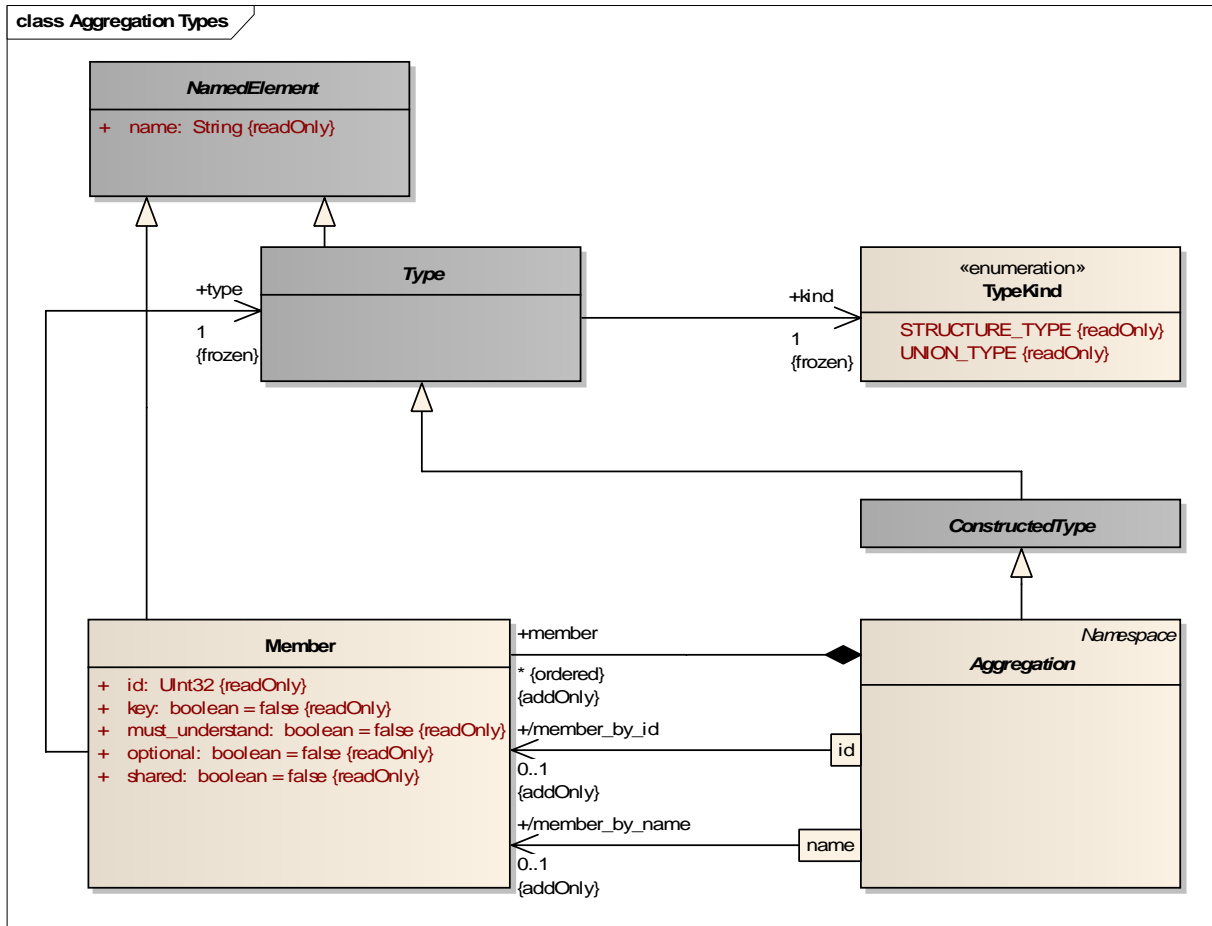 class Aggregation Types
NamedElement
+ name: String {readOnly}
Type
+type
1
{frozen}
+kind
1
{frozen}
«enumeration»
TypeKind
STRUCTURE_TYPE {readOnly}
UNION_TYPE {readOnly}
ConstructedType
Member
+ id: UInt32 {readOnly}
+ key: boolean = false {readOnly}
+ must_understand: boolean = false {readOnly}
+ optional: boolean = false {readOnly}
+ shared: boolean = false {readOnly}
+member
* {ordered}
{addOnly}
+/member_by_id
0..1
{addOnly}
+/member_by_name
0..1
{addOnly}
id
name
Namespace
Aggregation